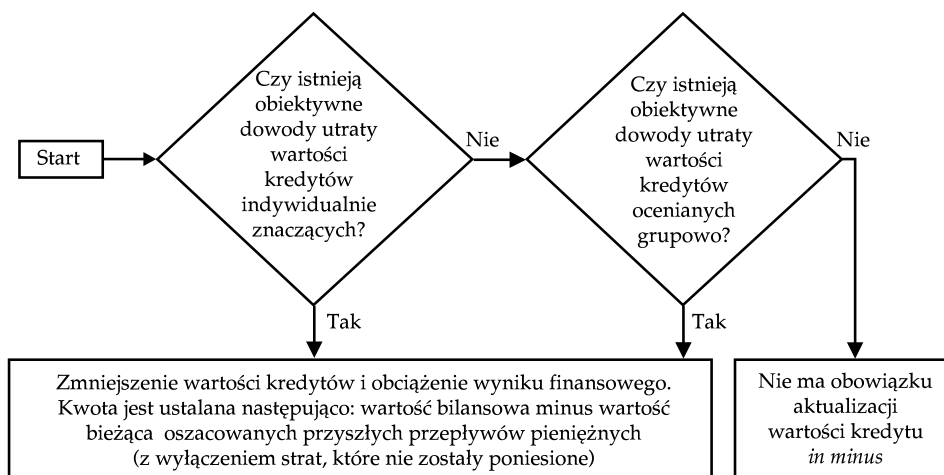 Start
Czy istnieją
obiektywne
dowody utraty
wartości
kredytów
indywidualnie
znaczących?
Nie
Tak
Czy istnieją
obiektywne
dowody utraty
wartości
kredytów
ocenianych
grupowo?
Nie
Tak
Zmniejszenie wartości kredytów i obciążenie wyniku finansowego.
Kwota jest ustalana następująco: wartość bilansowa minus wartość
bieżąca oszacowanych przyszłych przepływów pieniężnych
(z wyłączeniem strat, które nie zostały poniesione)
Nie ma obowiązku
aktualizacji
wartości kredytu
in minus